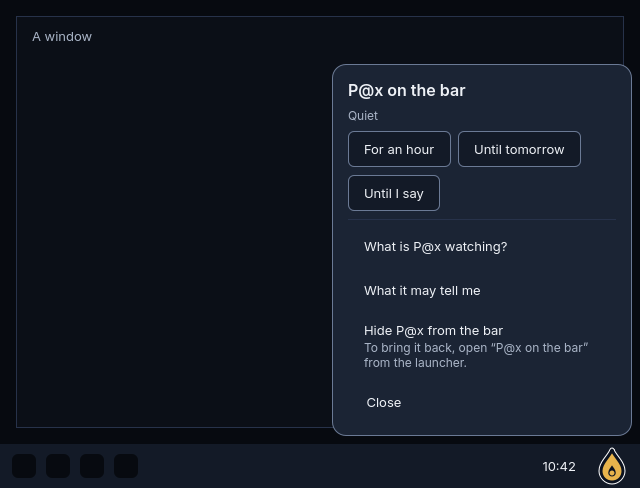 A window
P@x on the bar
Quiet
For an hour
Until tomorrow
Until I say
What is P@x watching?
What it may tell me
Hide P@x from the bar
To bring it back, open “P@x on the bar”
from the launcher.
Close
10:42